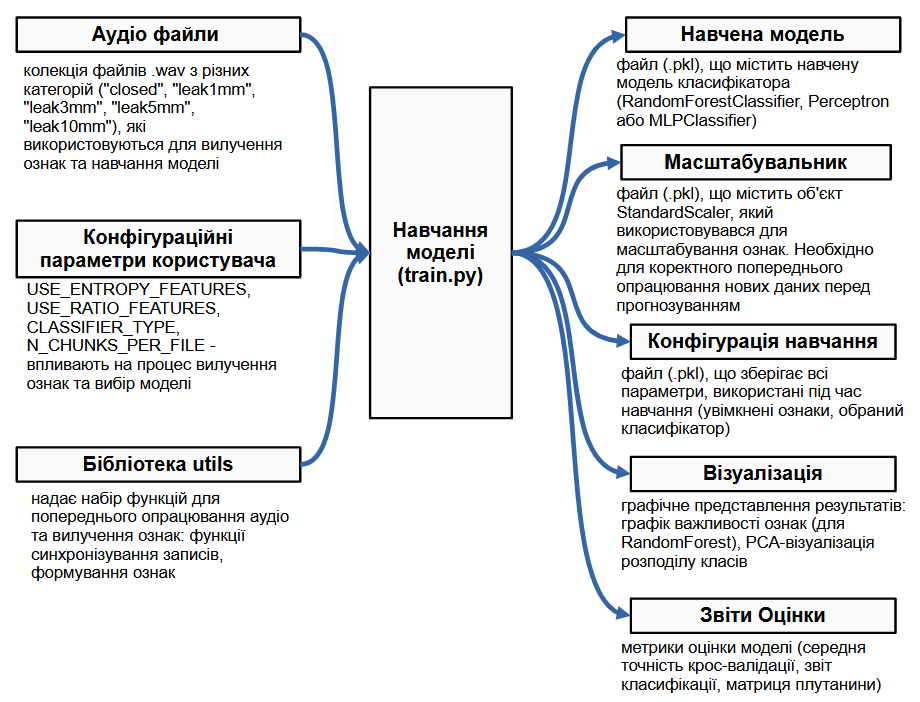 Аудіо файли
колекція файлів .wav з різних
категорій ("closed", "leak1mm",
"leak3mm", "leak5mm",
"leak10mm"), які
використовуються для вилучення
ознак та навчання моделі
Конфігураційні
параметри користувача
USE_ENTROPY_FEATURES,
USE_RATIO_FEATURES,
CLASSIFIER_TYPE,
N_CHUNKS_PER_FILE -
впливають на процес вилучення
ознак та вибір моделі
Бібліотека utils
надає набір функцій для
попереднього опрацювання аудіо
та вилучення ознак: функції
синхронізування записів,
формування ознак
Навчання
моделі
(train.py)
Навчена модель
файл (.pkl), що містить навчену
модель класифікатора
(RandomForestClassifier, Perceptron
або MLPClassifier)
Масштабувальник
файл (.pkl), що містить об'єкт
StandardScaler, який
використовувався для
масштабування ознак. Необхідно
для коректного попереднього
опрацювання нових даних перед
прогнозуванням
Конфігурація навчання
файл (.pkl), що зберігає всі
параметри, використані під час
навчання (увімкнені ознаки, обраний
класифікатор)
Візуалізація
графічне представлення результатів:
графік важливості ознак (для
RandomForest), PCA-візуалізація
розподілу класів
Звіти Оцінки
метрики оцінки моделі (середня
точність крос-валідації, звіт
класифікації, матриця плутанини)